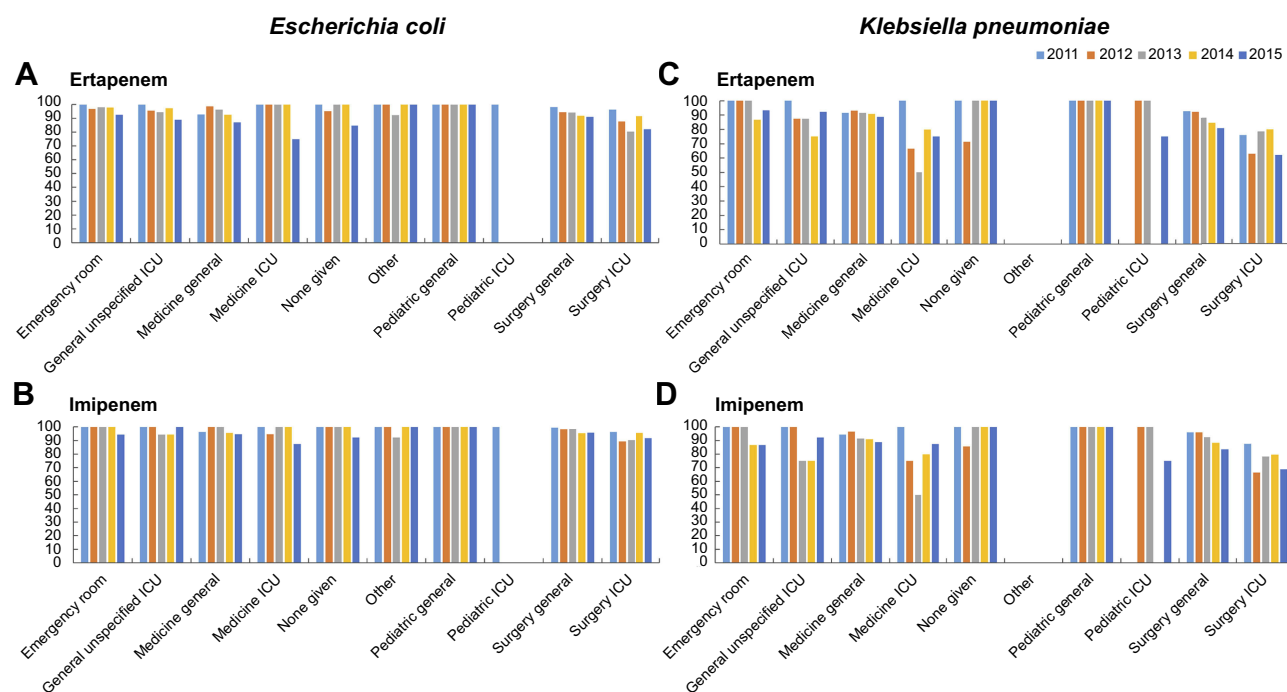 Escherichia coli
Klebsiella pneumoniae
2011 2012 2013 2014 2015
A
Ertapenem
100
90
80
70
60
50
40
30
20
10
0
Emergency room
General unspecified ICU
Medicine general
Medicine ICU
None given
Other
Pediatric general
Pediatric ICU
Surgery general
Surgery ICU
C
Ertapenem
100
90
80
70
60
50
40
30
20
10
0
Emergency room
General unspecified ICU
Medicine general
Medicine ICU
None given
Other
Pediatric general
Pediatric ICU
Surgery general
Surgery ICU
B
Imipenem
100
90
80
70
60
50
40
30
20
10
0
Emergency room
General unspecified ICU
Medicine general
Medicine ICU
None given
Other
Pediatric general
Pediatric ICU
Surgery general
Surgery ICU
D
Imipenem
100
90
80
70
60
50
40
30
20
10
0
Emergency room
General unspecified ICU
Medicine general
Medicine ICU
None given
Other
Pediatric general
Pediatric ICU
Surgery general
Surgery ICU